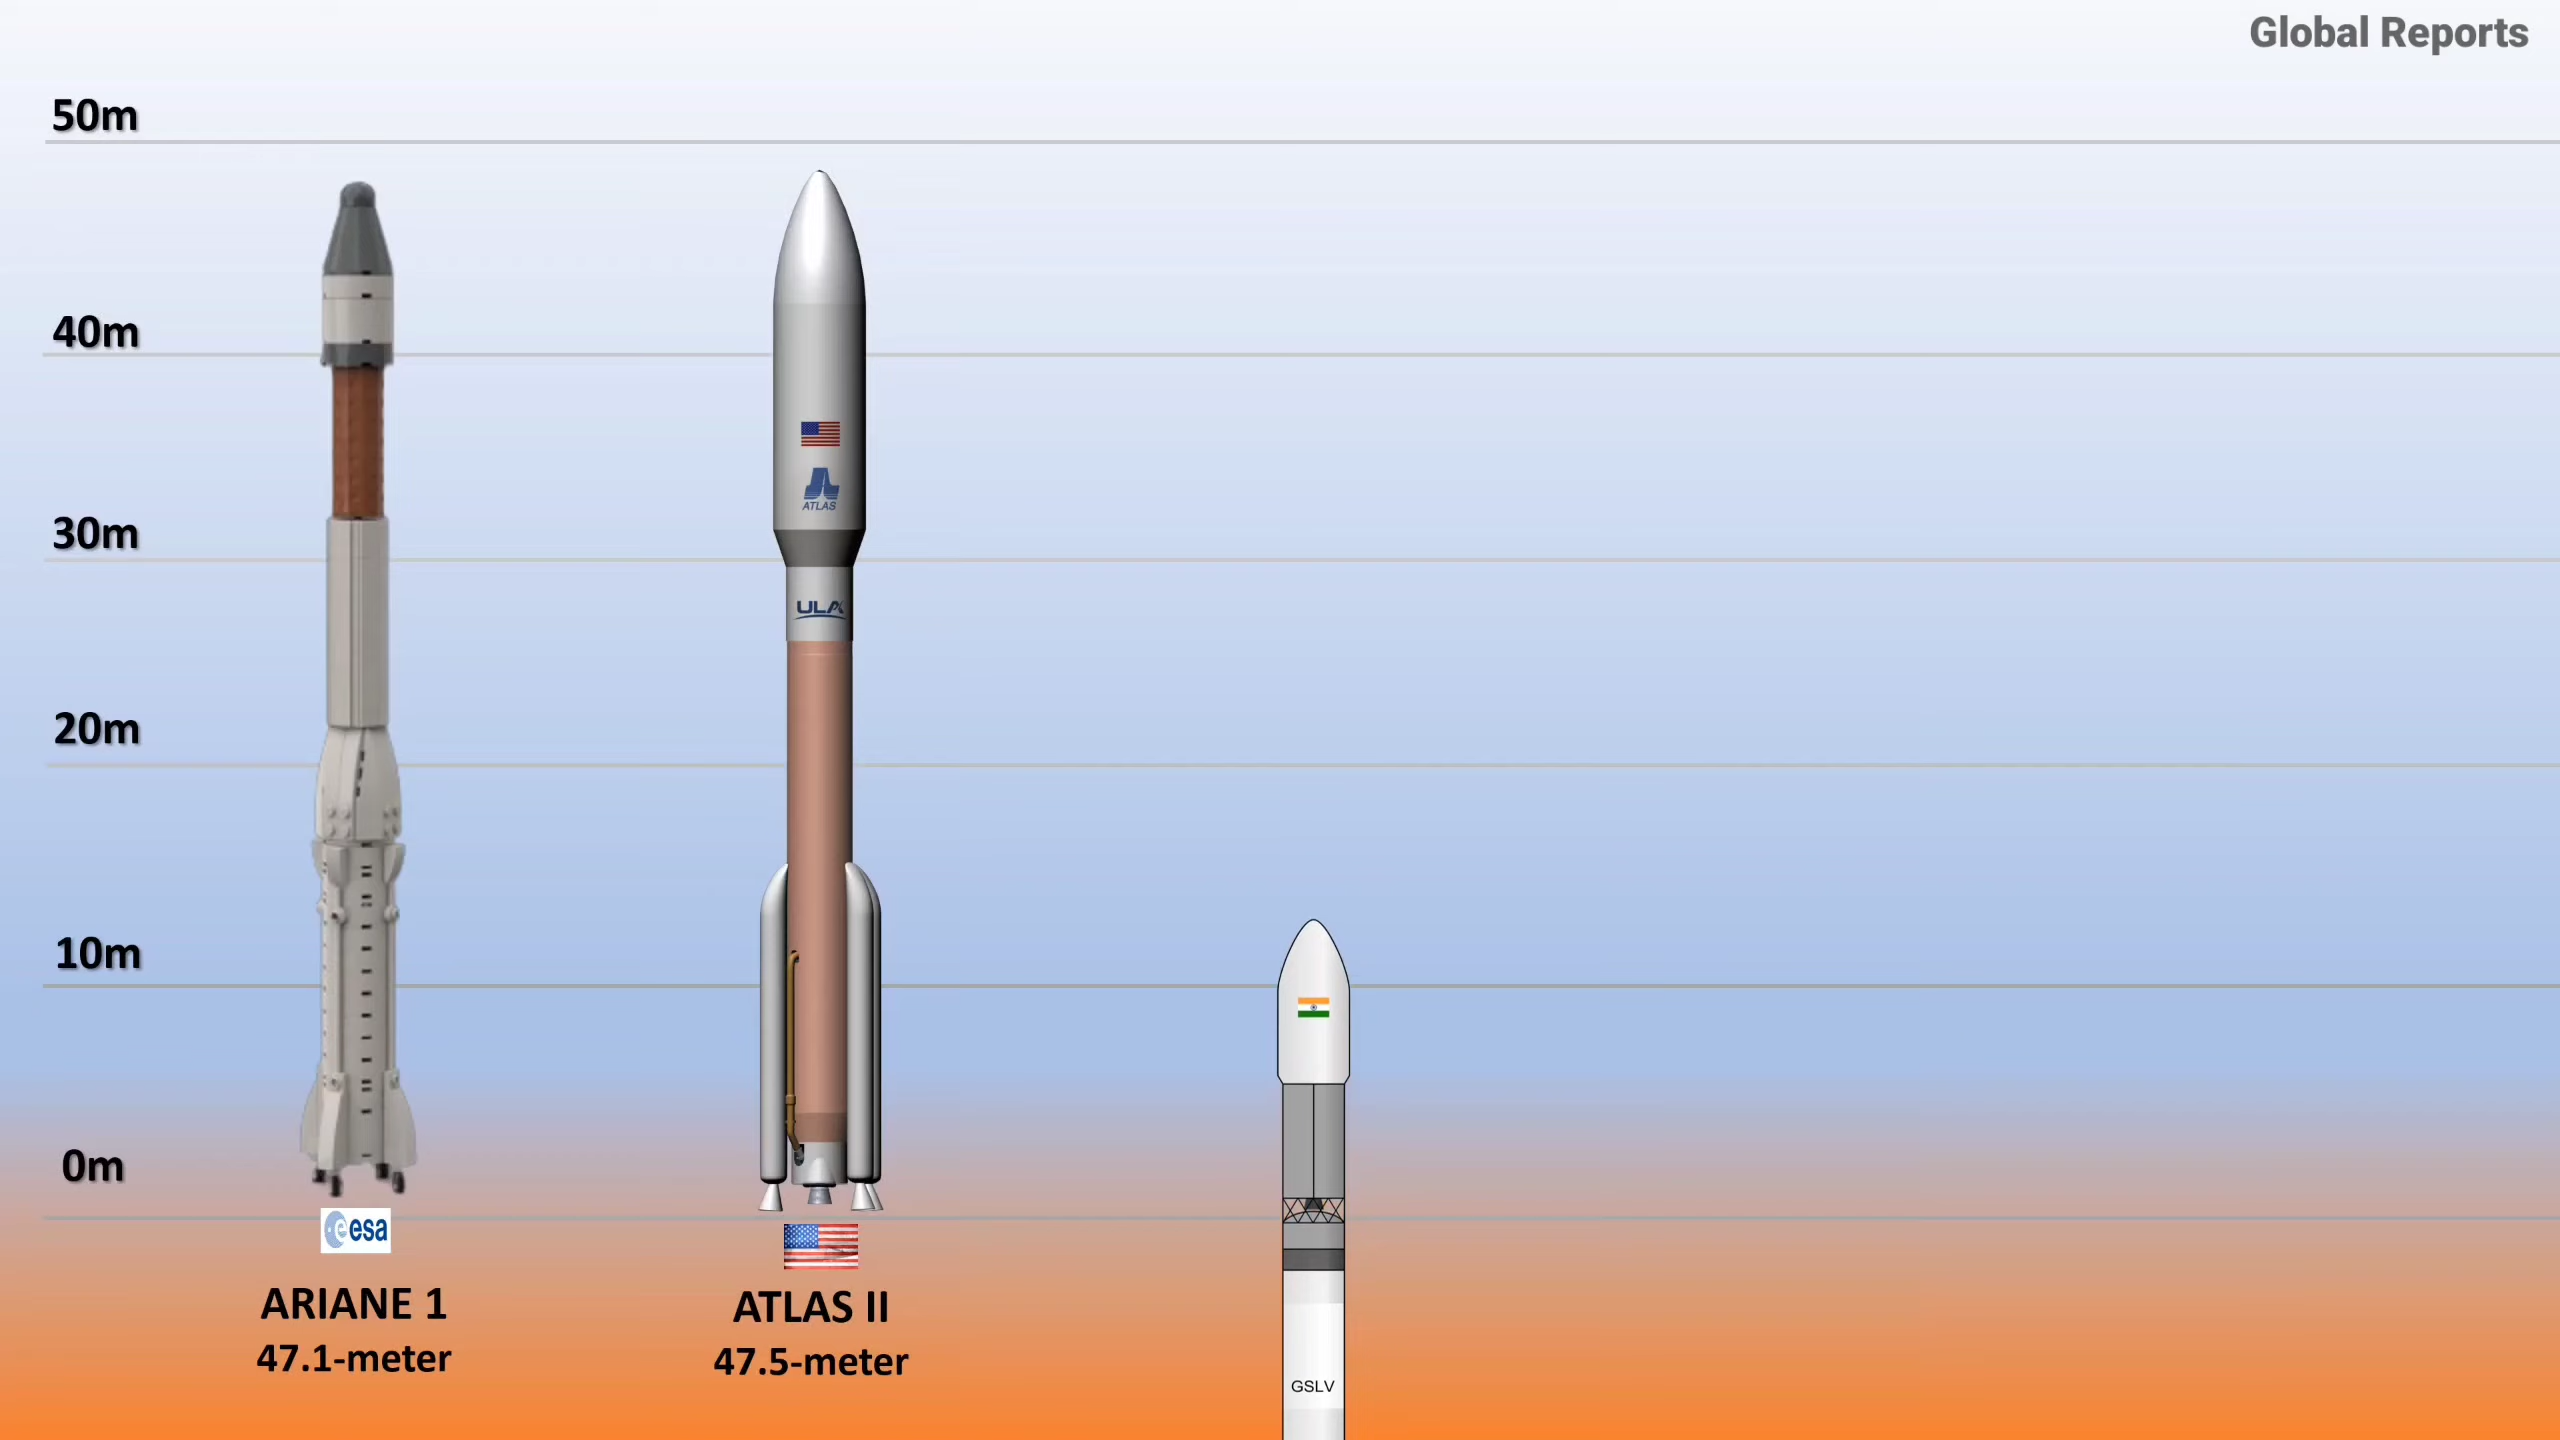 Global Reports
50m
40m
30m
20m
10m
0m
ATLAS
ULA
esa
ARIANE 1
47.1-meter
ATLAS II
47.5-meter
GSLV